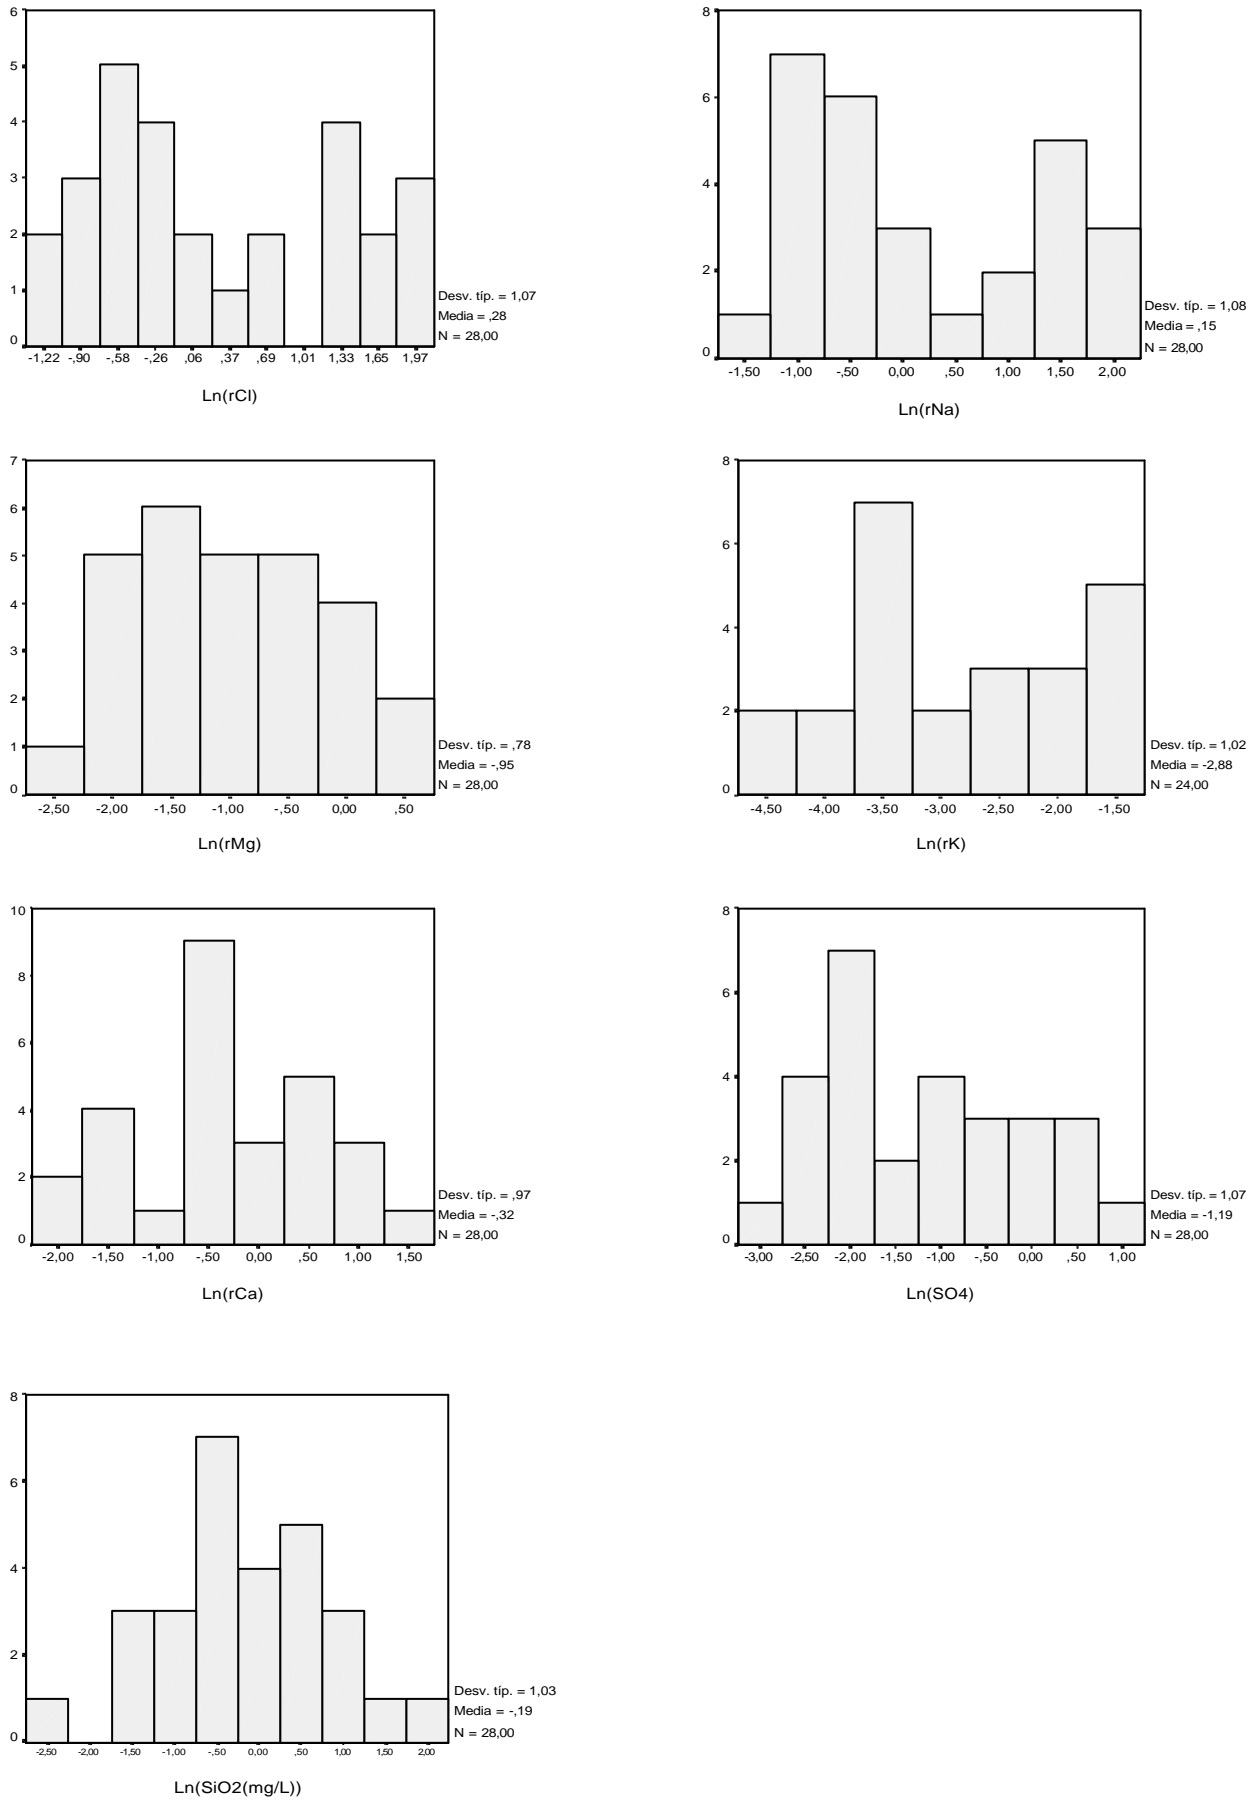 6
5
4
3
2
1
0
-1,22 -,90 -,58 -,26 ,06 ,37 ,69 1,01 1,33 1,65 1,97
Ln(rCl)
Desv. típ. = 1,07
Media = ,28
N = 28,00
8
6
4
2
0
-1,50 -1,00 -,50 0,00 ,50 1,00 1,50 2,00
Ln(rNa)
Desv. típ. = 1,08
Media = ,15
N = 28,00
7
6
5
4
3
2
1
0
-2,50 -2,00 -1,50 -1,00 -,50 0,00 ,50
Ln(rMg)
Desv. típ. = ,78
Media = -,95
N = 28,00
8
6
4
2
0
-4,50 -4,00 -3,50 -3,00 -2,50 -2,00 -1,50
Ln(rK)
Desv. típ. = 1,02
Media = -2,88
N = 24,00
10
8
6
4
2
0
-2,00 -1,50 -1,00 -,50 0,00 ,50 1,00 1,50
Ln(rCa)
Desv. típ. = ,97
Media = -,32
N = 28,00
8
6
4
2
0
-3,00 -2,50 -2,00 -1,50 -1,00 -,50 0,00 ,50 1,00
Ln(SO4)
Desv. típ. = 1,07
Media = -1,19
N = 28,00
8
6
4
2
0
-2,50 -2,00 -1,50 -1,00 -,50 0,00 ,50 1,00 1,50 2,00
Ln(SiO2(mg/L))
Desv. típ. = 1,03
Media = -,19
N = 28,00